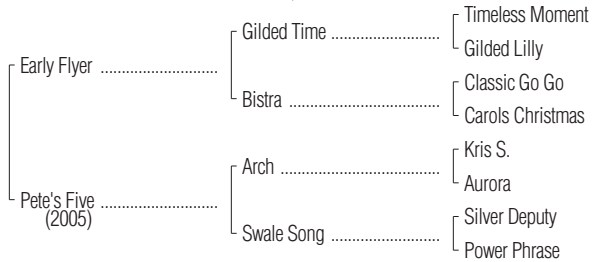 Timeless Moment
Gilded Time ..............................
Gilded Lilly
Early Flyer ................................
Classic Go Go
Bistra ..........................................
Carols Christmas
Kris S.
Arch ............................................
Aurora
Pete's Five ................................
(2005)
Silver Deputy
Swale Song ..............................
Power Phrase